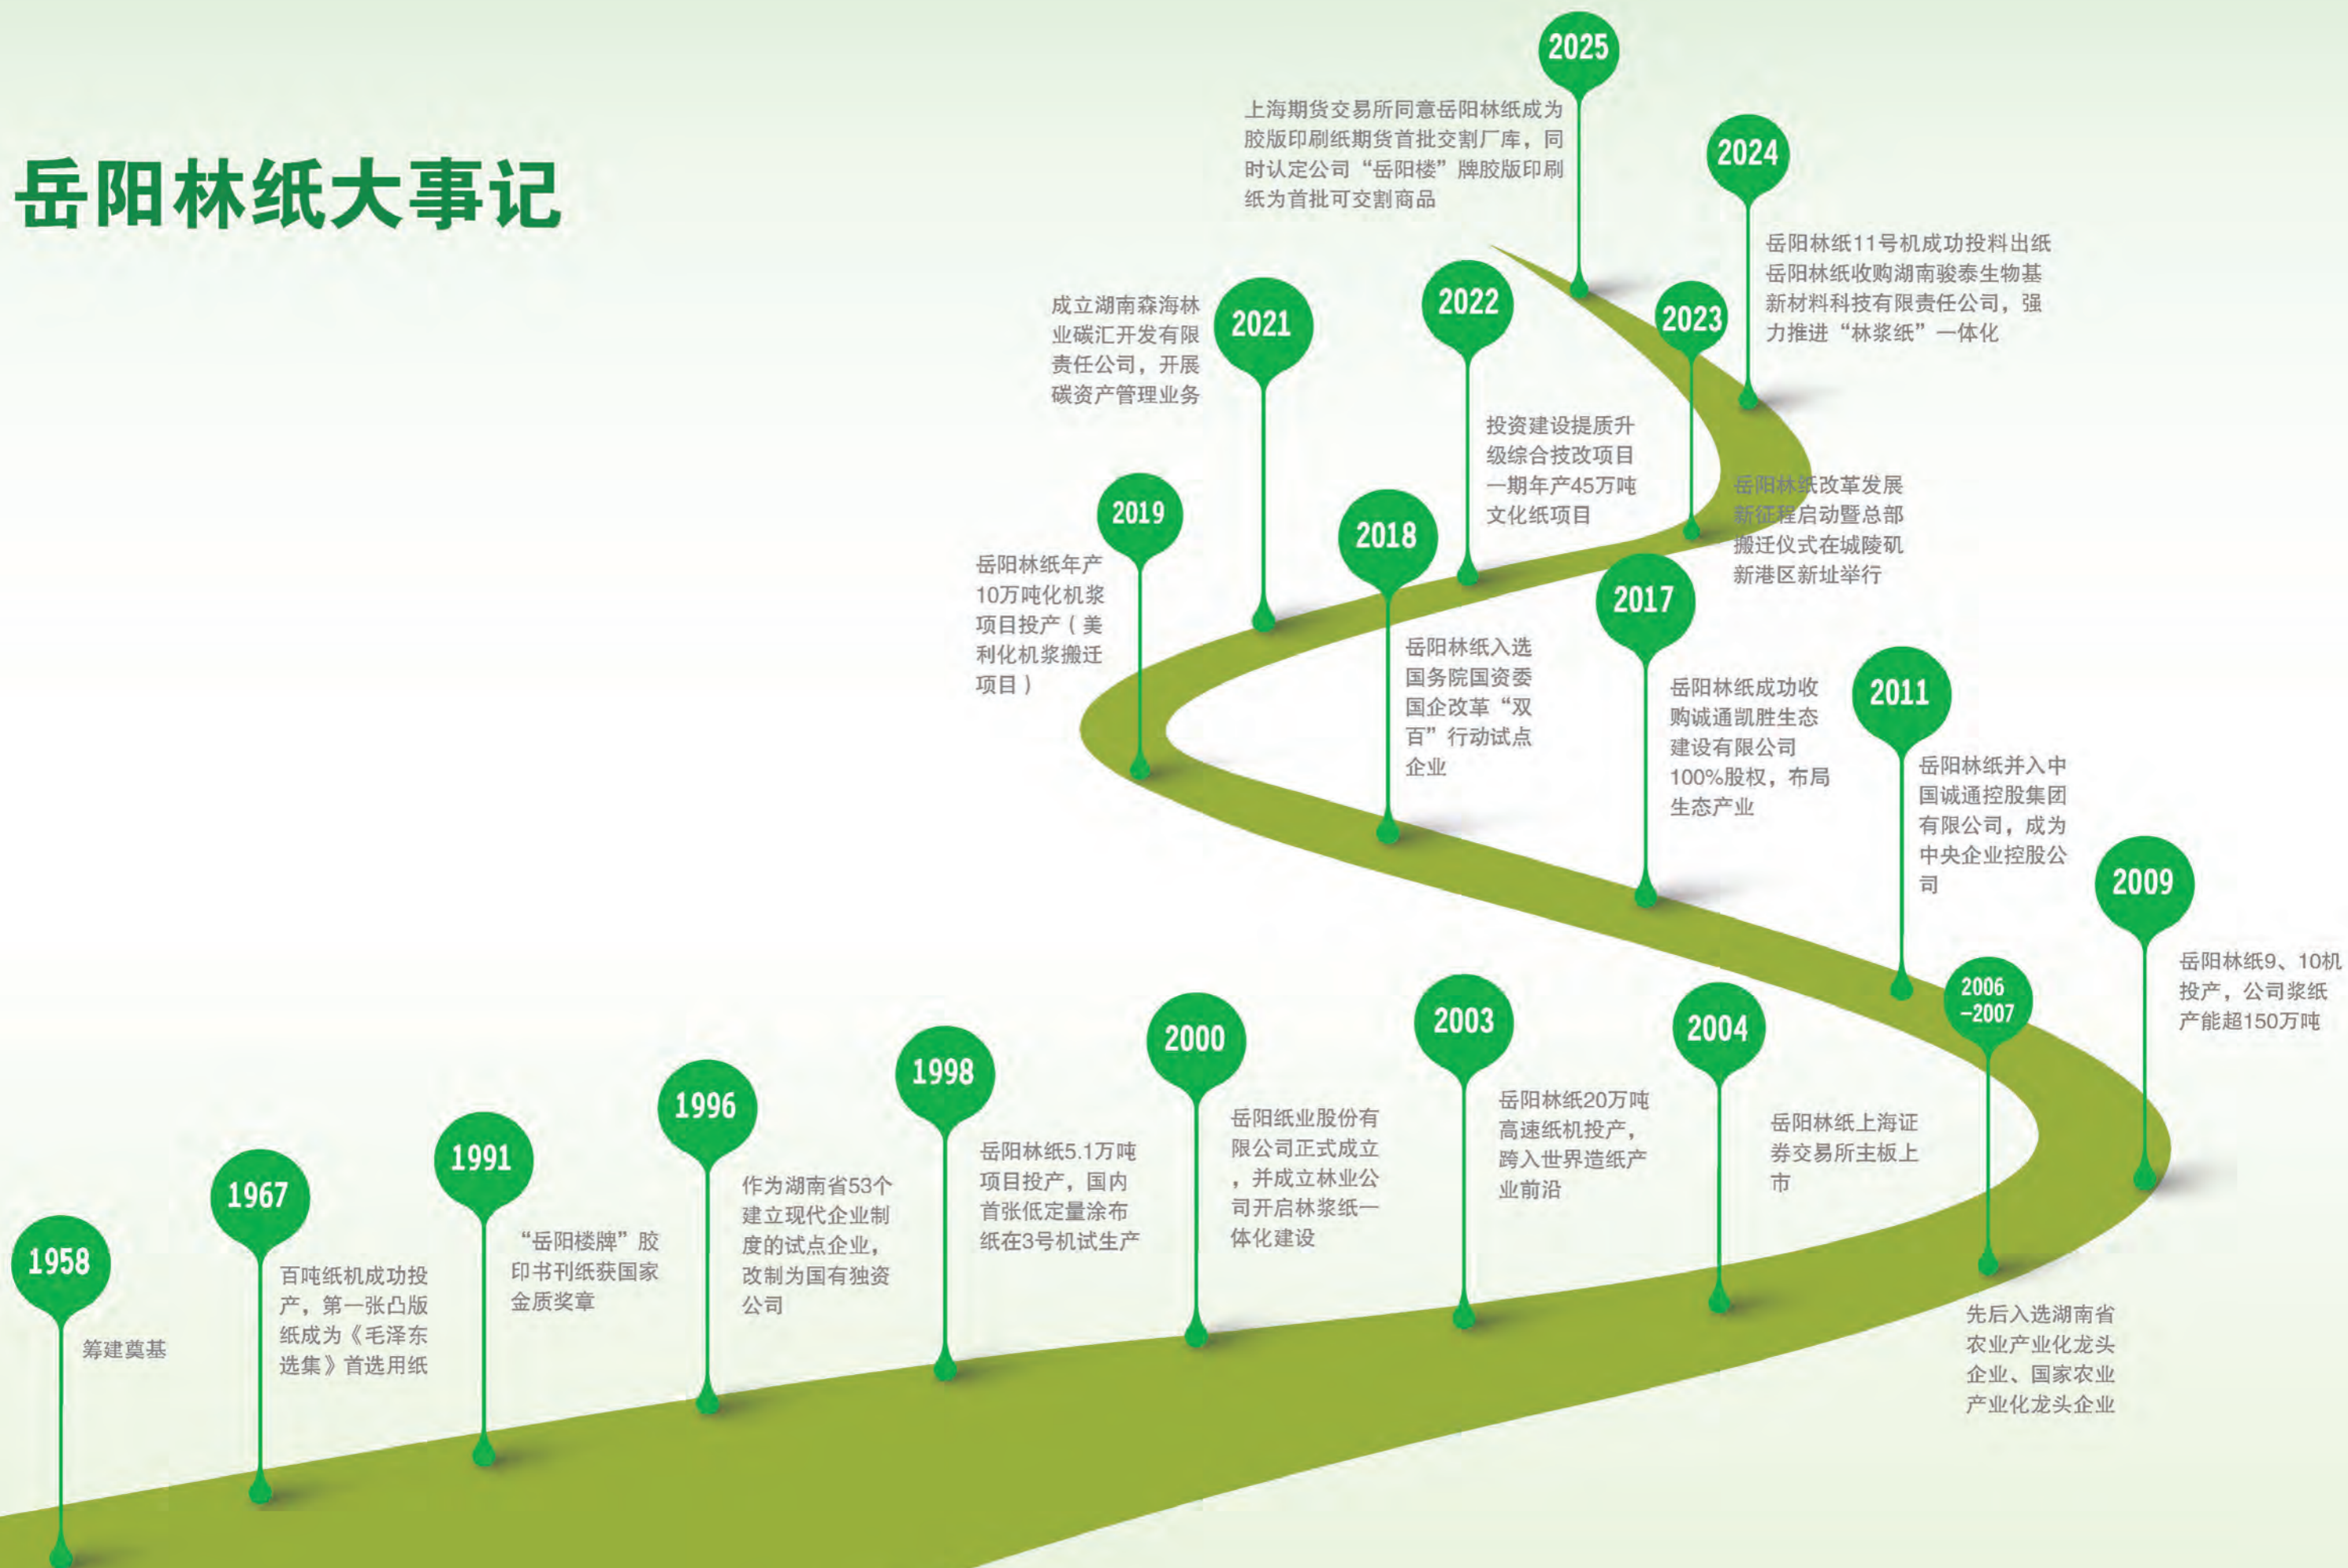 岳阳林纸大事记
2025
上海期货交易所同意岳阳林纸成为
胶版印刷纸期货首批交割厂库，同
时认定公司“岳阳楼”牌胶版印刷
纸为首批可交割商品
2024
岳阳林纸11号机成功投料出纸
岳阳林纸收购湖南骏泰生物基
新材料科技有限责任公司，强
力推进“林浆纸”一体化
2023
岳阳林纸改革发展
新征程启动暨总部
搬迁仪式在城陵矶
新港区新址举行
2022
投资建设提质升
级综合技改项目
一期年产45万吨
文化纸项目
2021
成立湖南森海林
业碳汇开发有限
责任公司，开展
碳资产管理业务
2019
岳阳林纸年产
10万吨化机浆
项目投产（美
利化机浆搬迁
项目）
2018
岳阳林纸入选
国务院国资委
国企改革“双
百”行动试点
企业
2017
岳阳林纸成功收
购诚通凯胜生态
建设有限公司
100%股权，布局
生态产业
2011
岳阳林纸并入中
国诚通控股集团
有限公司，成为
中央企业控股公
司
2009
岳阳林纸9、10机
投产，公司浆纸
产能超150万吨
2006
-2007
先后入选湖南省
农业产业化龙头
企业、国家农业
产业化龙头企业
2004
岳阳林纸上海证
券交易所主板上
市
2003
岳阳林纸20万吨
高速纸机投产，
跨入世界造纸产
业前沿
2000
岳阳纸业股份有
限公司正式成立
，并成立林业公
司开启林浆纸一
体化建设
1998
岳阳林纸5.1万吨
项目投产，国内
首张低定量涂布
纸在3号机试生产
1996
作为湖南省53个
建立现代企业制
度的试点企业，
改制为国有独资
公司
1991
“岳阳楼牌”胶
印书刊纸获国家
金质奖章
1967
百吨纸机成功投
产，第一张凸版
纸成为《毛泽东
选集》首选用纸
1958
筹建奠基